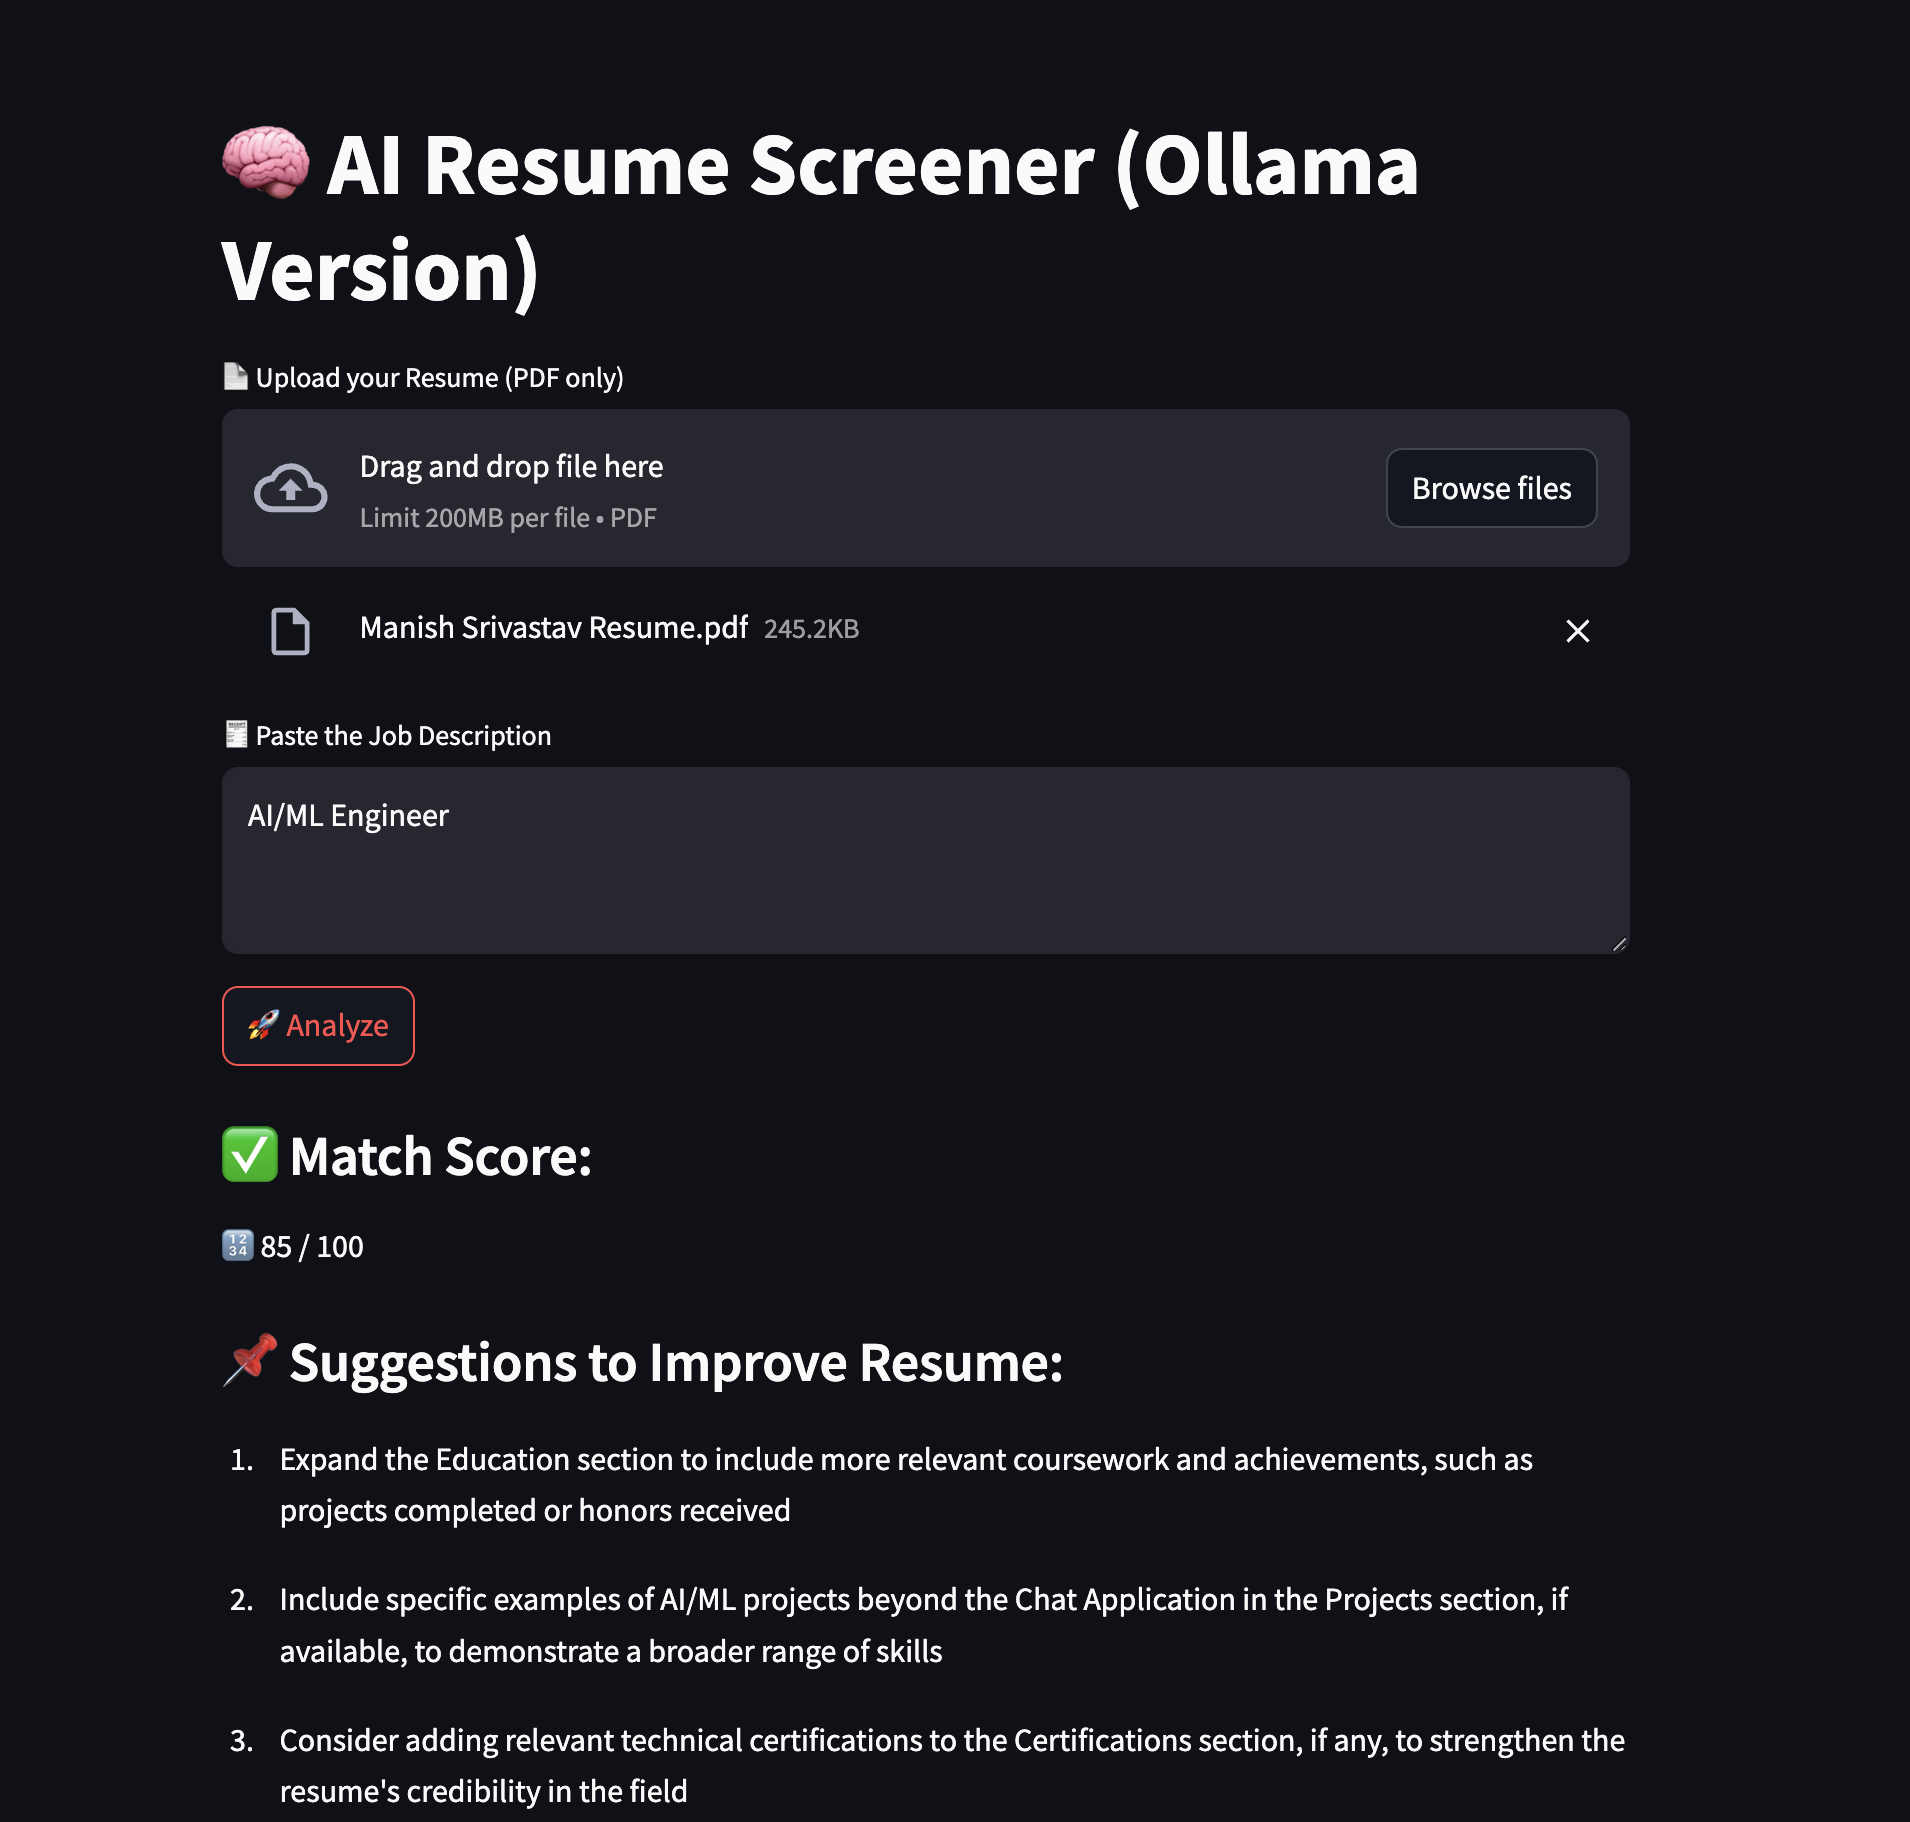 🧠 AI Resume Screener (Ollama
Version)
📄 Upload your Resume (PDF only)
Drag and drop file here
Limit 200MB per file • PDF
Browse files
Manish Srivastav Resume.pdf 245.2KB
🧾 Paste the Job Description
AI/ML Engineer
🚀 Analyze
✅ Match Score:
🔢 85 / 100
📌 Suggestions to Improve Resume:
1. Expand the Education section to include more relevant coursework and achievements, such as
projects completed or honors received
2. Include specific examples of AI/ML projects beyond the Chat Application in the Projects section, if
available, to demonstrate a broader range of skills
3. Consider adding relevant technical certifications to the Certifications section, if any, to strengthen the
resume's credibility in the field